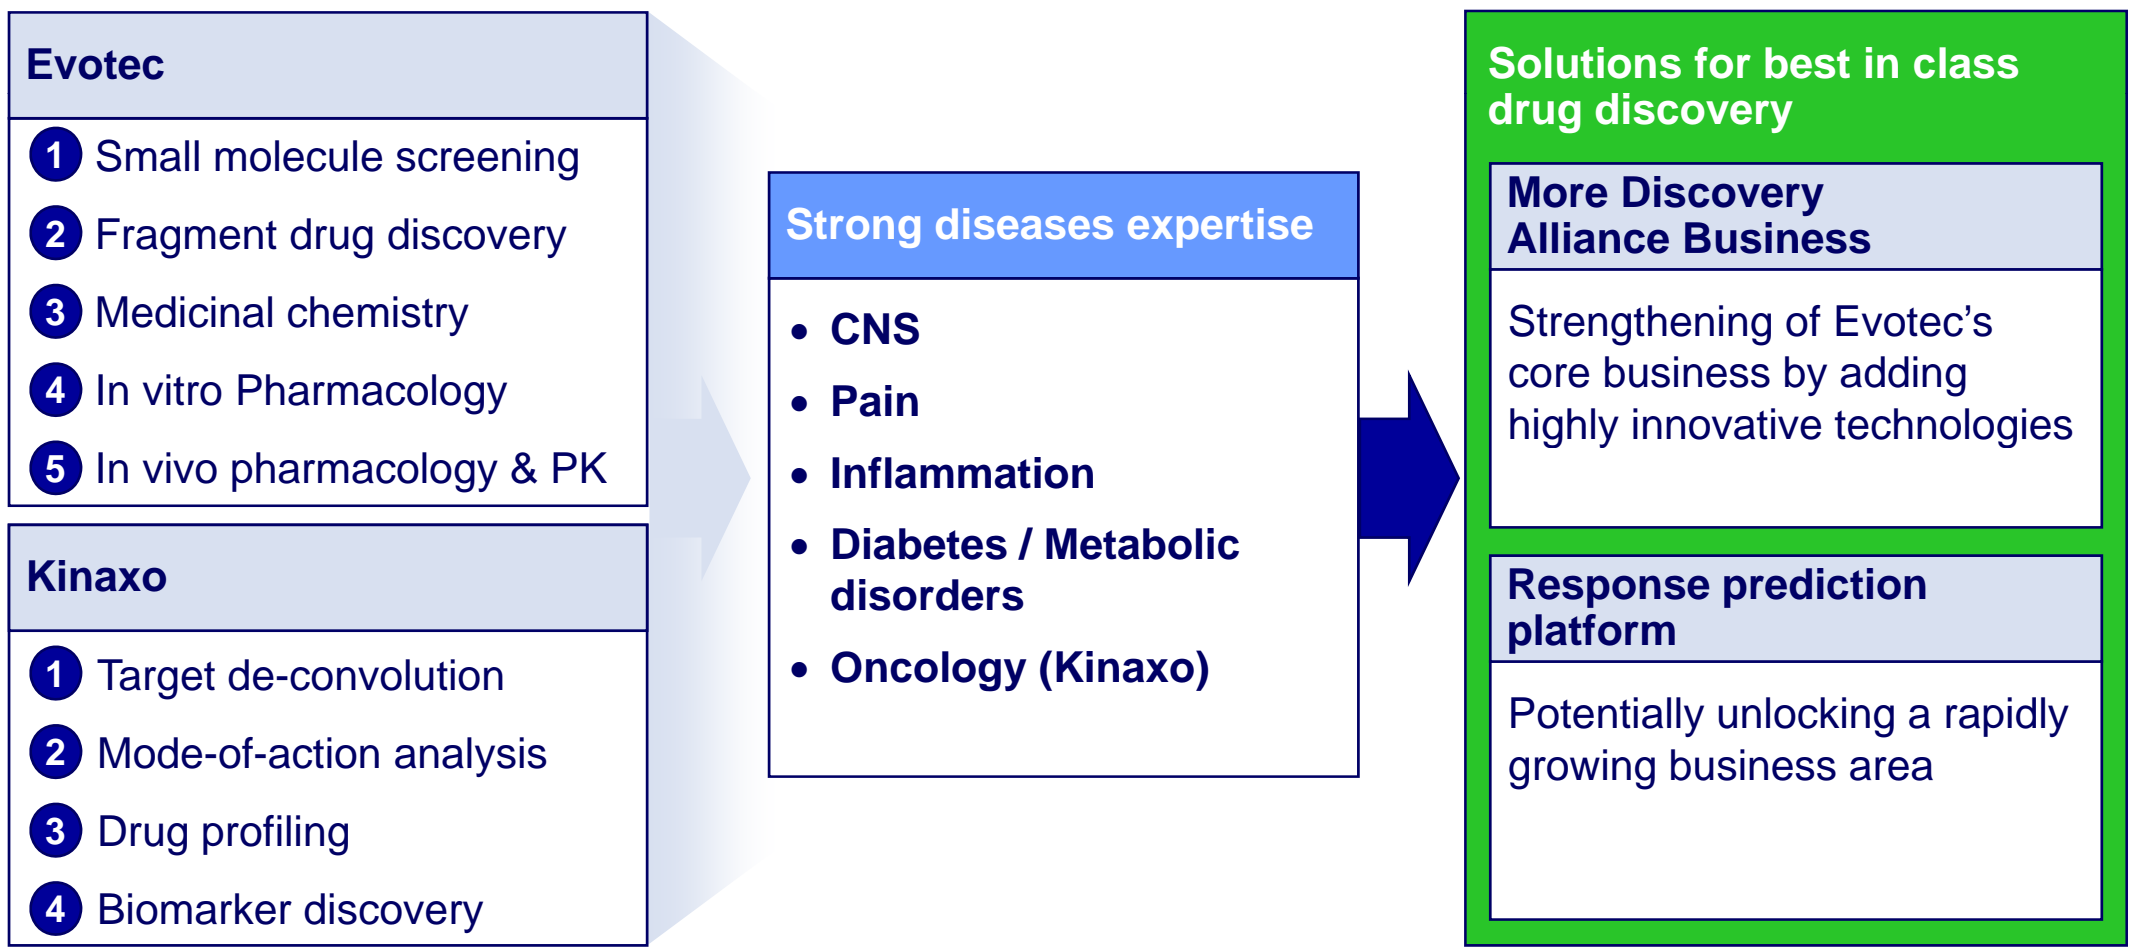 Evotec
1 Small molecule screening
2 Fragment drug discovery
3 Medicinal chemistry
4 In vitro Pharmacology
5 In vivo pharmacology & PK
Kinaxo
1 Target de-convolution
2 Mode-of-action analysis
3 Drug profiling
4 Biomarker discovery
Strong diseases expertise
• CNS
• Pain
• Inflammation
• Diabetes / Metabolic
disorders
• Oncology (Kinaxo)
Solutions for best in class
drug discovery
More Discovery
Alliance Business
Strengthening of Evotec’s
core business by adding
highly innovative technologies
Response prediction
platform
Potentially unlocking a rapidly
growing business area